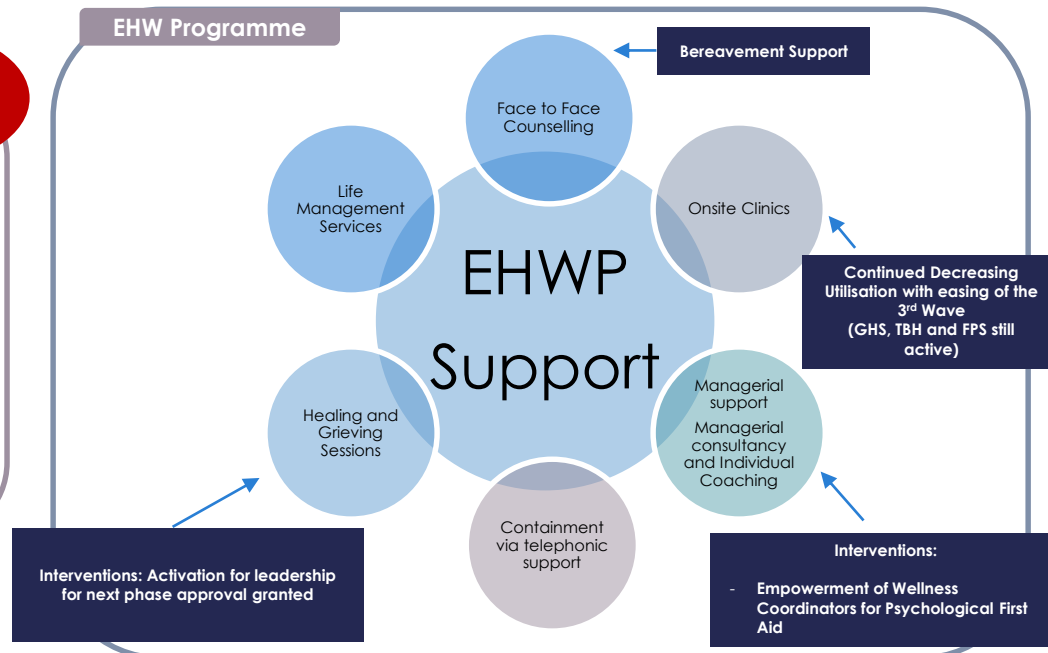 EHW Programme
Bereavement Support
Face to Face
Counselling
Life
Management
Services
Onsite Clinics
Continued Decreasing
Utilisation with easing of the
3rd Wave
(GHS, TBH and FPS still
active)
EHWP
Support
Healing and
Grieving
Sessions
Managerial
support
Managerial
consultancy
and Individual
Coaching
Containment
via telephonic
support
Interventions: Activation for leadership
for next phase approval granted
Interventions:
- Empowerment of Wellness
Coordinators for Psychological First
Aid